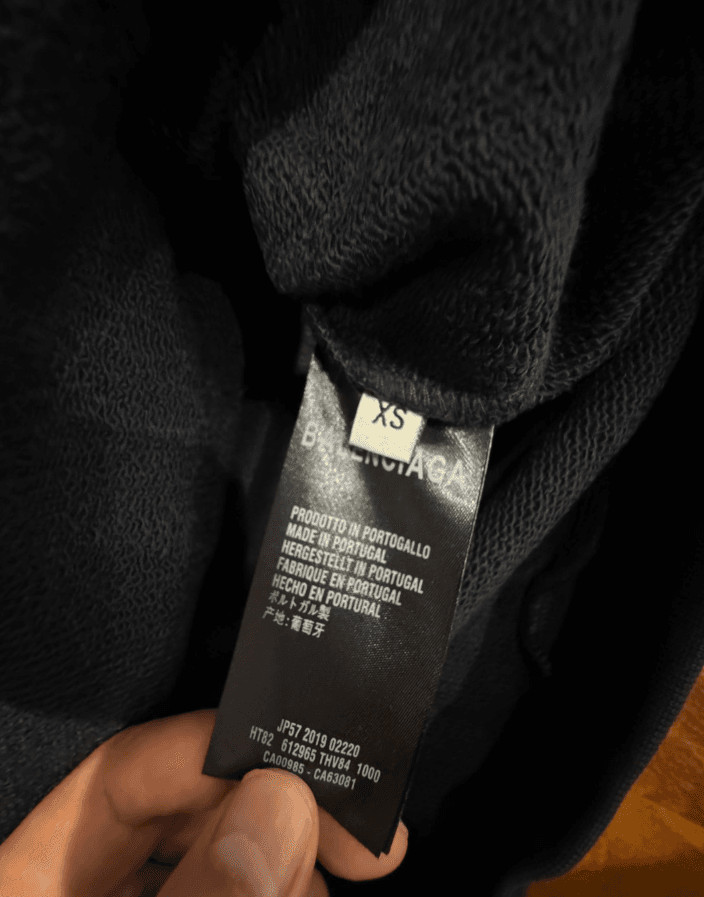 XS
BALENCIAGA
PRODOTTO IN PORTOGALLO
MADE IN PORTUGAL
HERGESTELLT IN PORTUGAL
FABRIQUE EN PORTUGAL
HECHO EN PORTURAL
ポルトガル製
产地:葡萄牙
JP57 2019 02220
HT82 612965 THV84 1000
CA00985 - CA63081